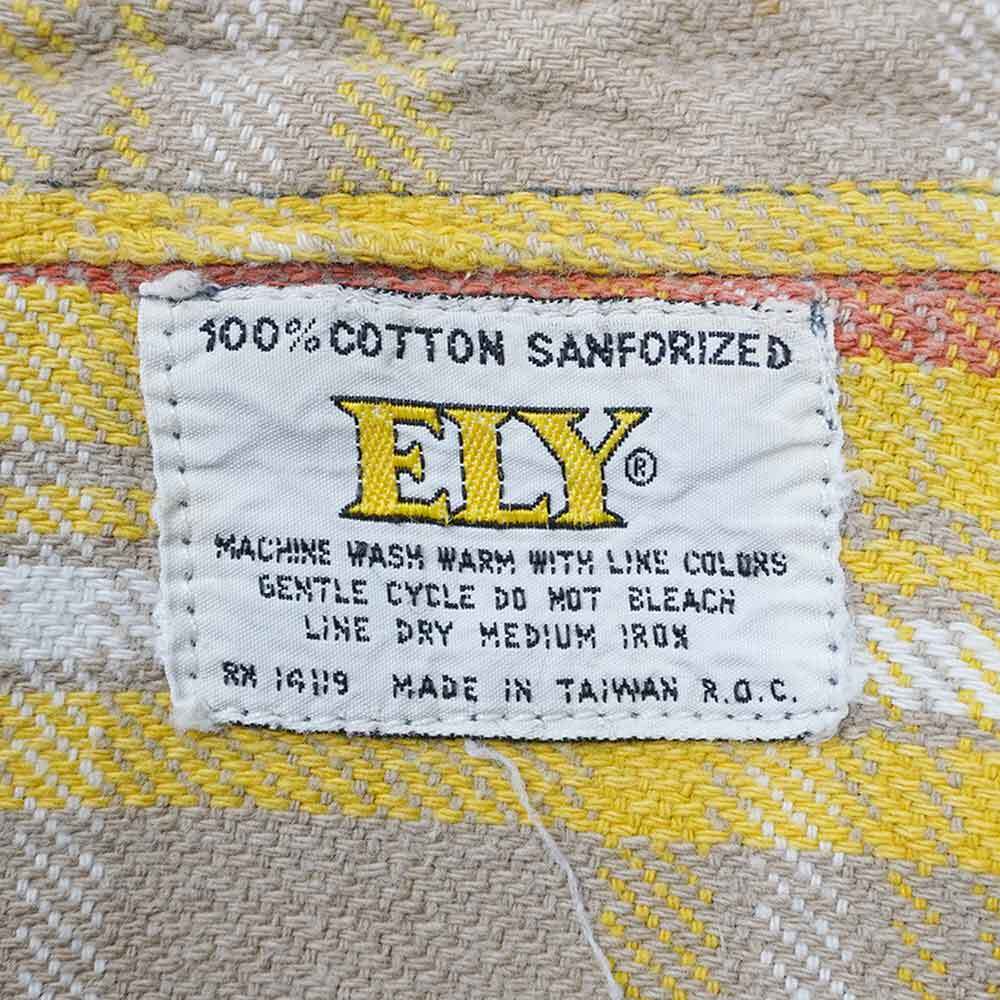 100% COTTON SANFORIZED
ELY®
MACHINE WASH WARM WITH LIKE COLORS
GENTLE CYCLE DO NOT BLEACH
LINE DRY MEDIUM IRON
RN 14119 MADE IN TAIWAN R.O.C.